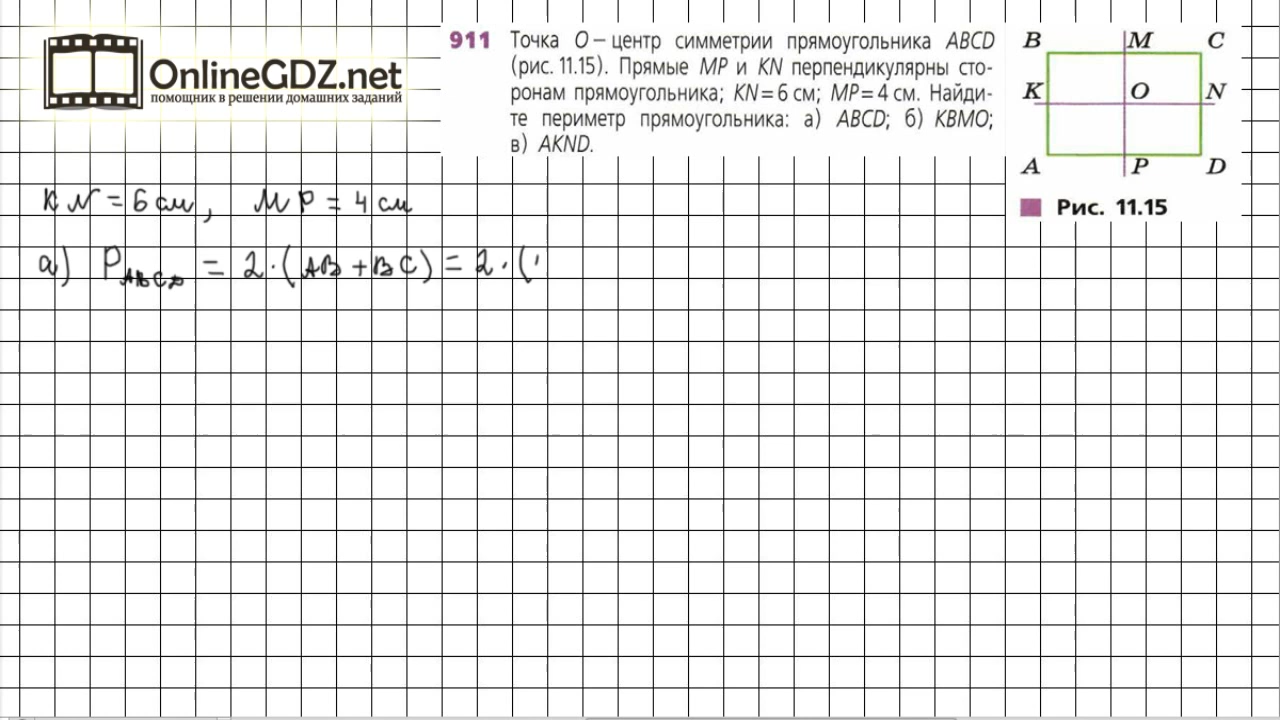 OnlineGDZ.net
помощник в решении домашних заданий
911 Точка O – центр симметрии прямоугольника ABCD
(рис. 11.15). Прямые MP и KN перпендикулярны сто-
ронам прямоугольника; KN = 6 см; MP = 4 см. Найди-
те периметр прямоугольника: а) ABCD; б) KBMO;
в) AKND.
B M C
K O N
A P D
Рис. 11.15
KN = 6 см, MP = 4 см
а) P ABCD = 2·(AB + BC) = 2·(